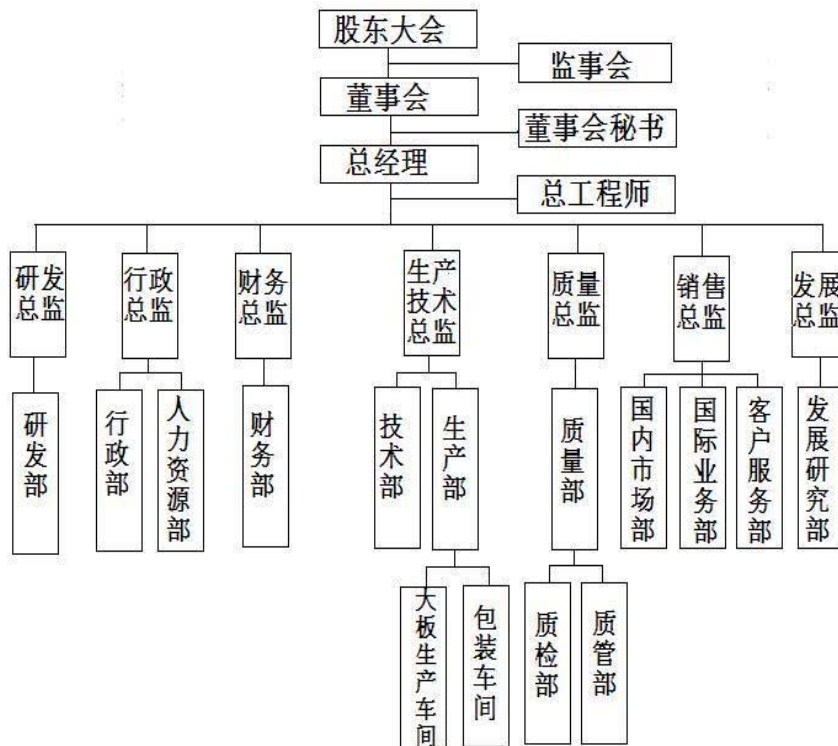 股东大会
监事会
董事会
董事会秘书
总经理
总工程师
研发
总监
行政
总监
财务
总监
生产
技术
总监
质量
总监
销售
总监
发展
总监
研发部
行政部
人力资源部
财务部
技术部
生产部
质量部
国内市场部
国际业务部
客户服务部
发展研究部
大板生产车间
包装车间
质检部
质管部